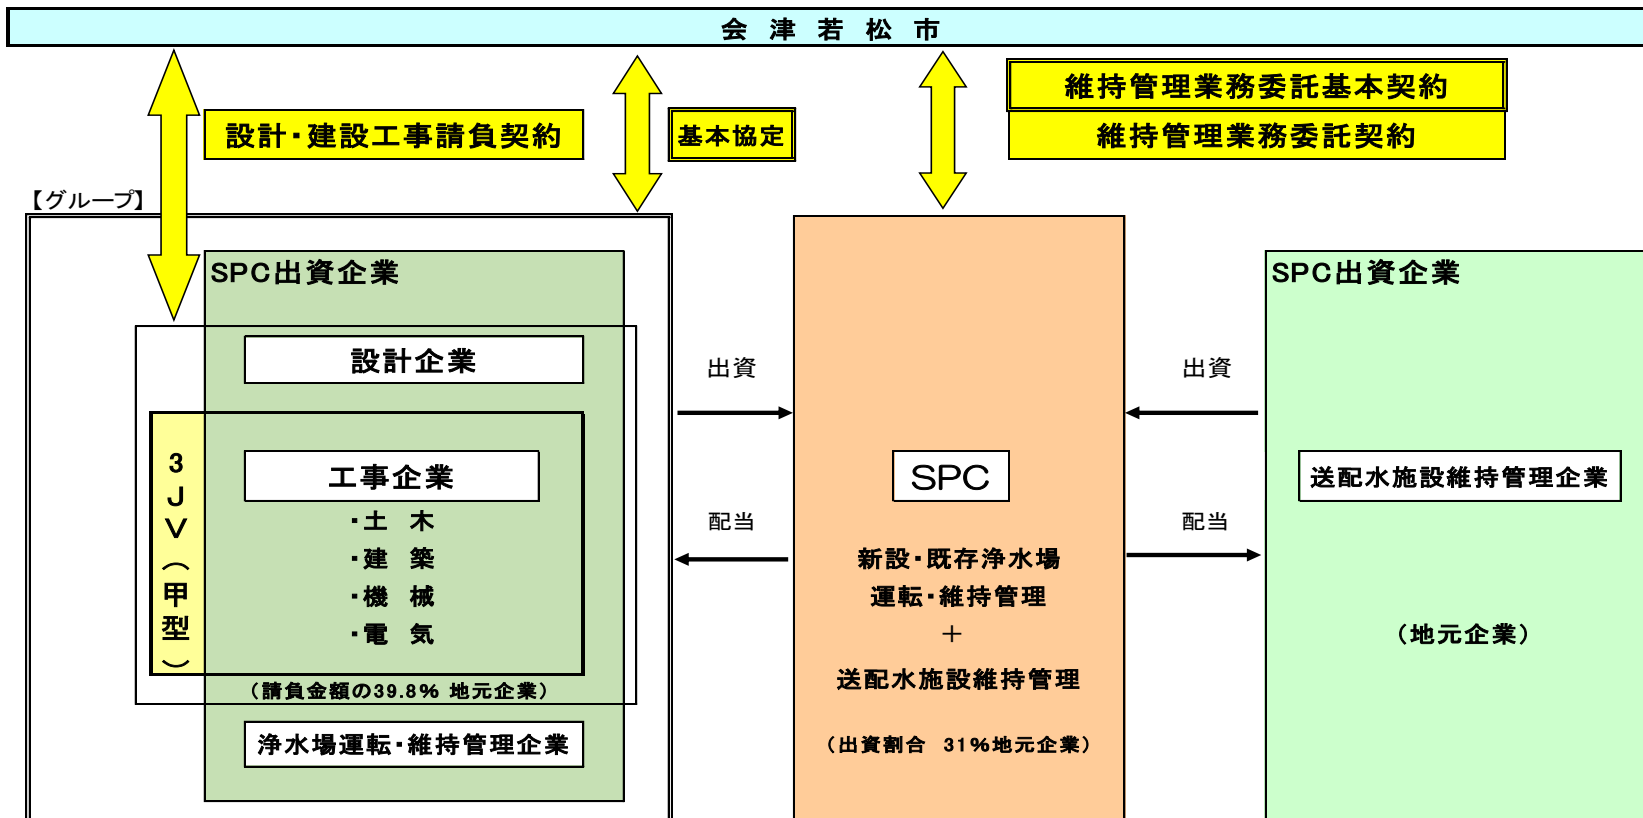 会津若松市
維持管理業務委託基本契約
設計・建設工事請負契約
基本協定
維持管理業務委託契約
【グループ】
SPC出資企業
設計企業
3JV(甲型)
工事企業
・土 木
・建 築
・機 械
・電 気
(請負金額の39.8% 地元企業)
浄水場運転・維持管理企業
出資
配当
SPC
新設・既存浄水場
運転・維持管理
+
送配水施設維持管理
(出資割合 31%地元企業)
出資
配当
SPC出資企業
送配水施設維持管理企業
(地元企業)